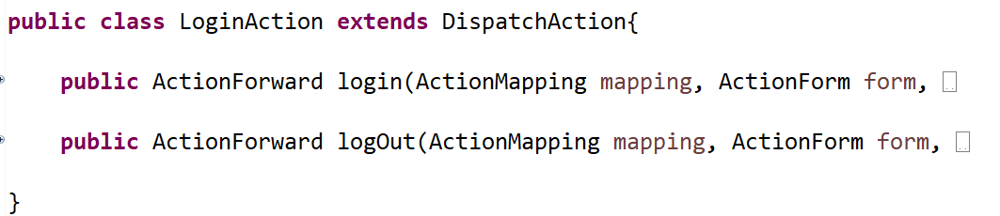 public class LoginAction extends DispatchAction{
public ActionForward login(ActionMapping mapping, ActionForm form,
public ActionForward logOut(ActionMapping mapping, ActionForm form,
}